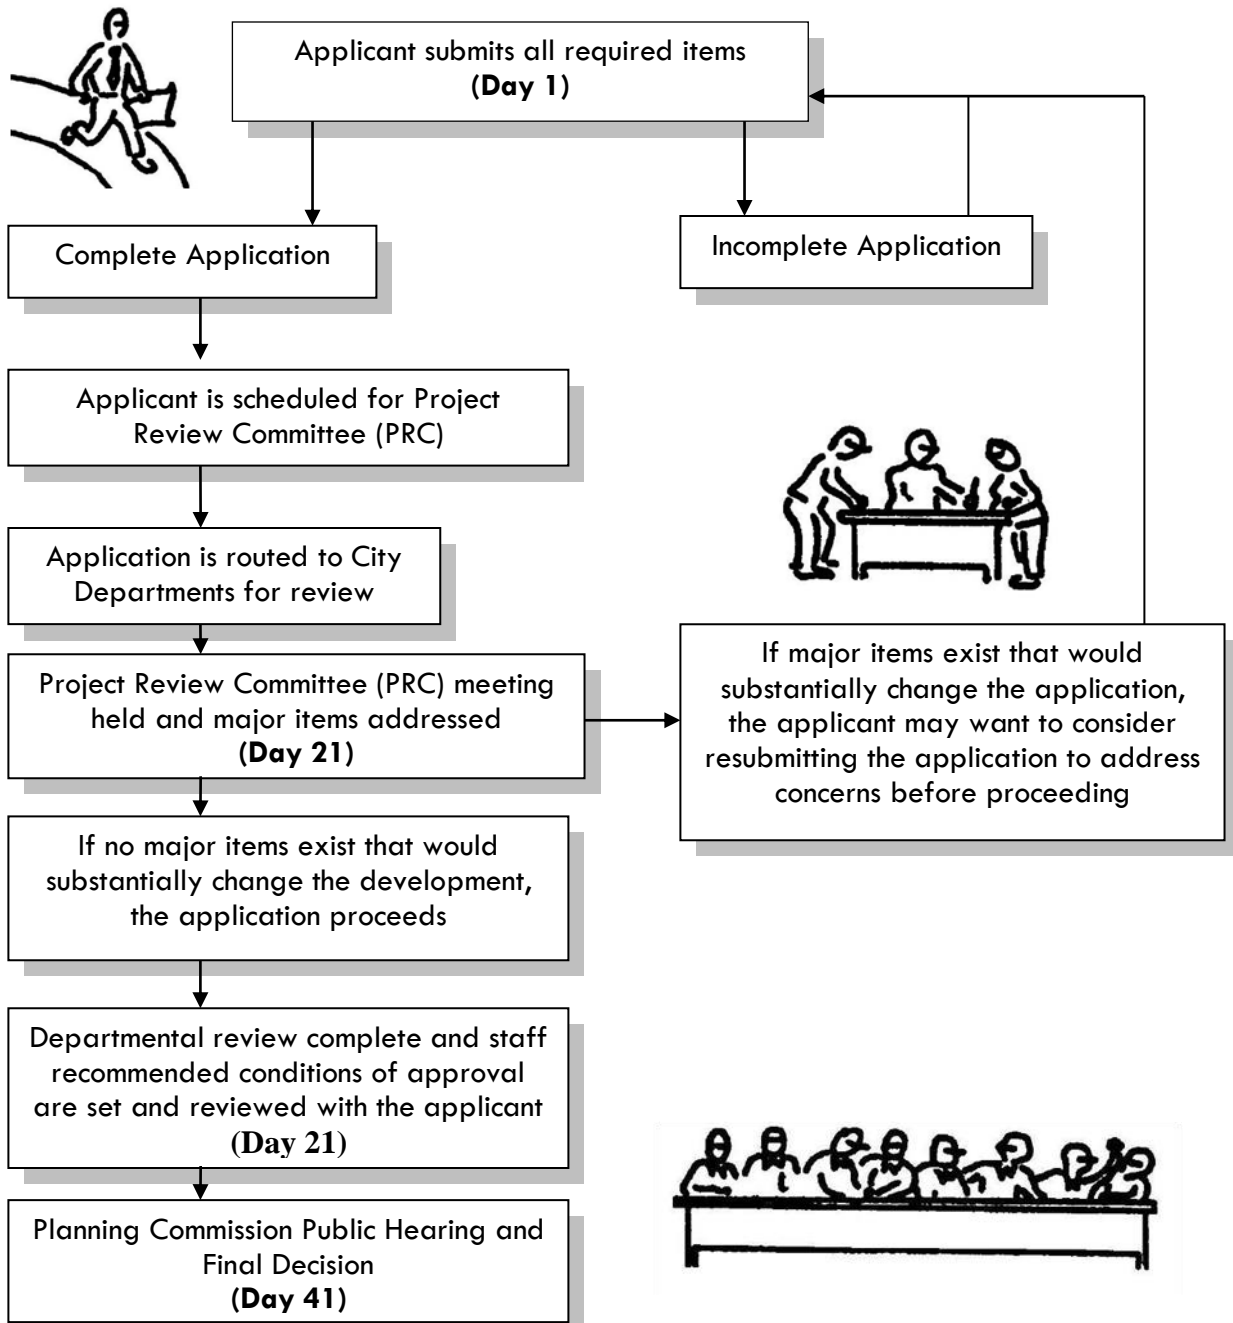 Applicant submits all required items
(Day 1)
Complete Application
Incomplete Application
Applicant is scheduled for Project
Review Committee (PRC)
Application is routed to City
Departments for review
Project Review Committee (PRC) meeting
held and major items addressed
(Day 21)
If major items exist that would
substantially change the application,
the applicant may want to consider
resubmitting the application to address
concerns before proceeding
If no major items exist that would
substantially change the development,
the application proceeds
Departmental review complete and staff
recommended conditions of approval
are set and reviewed with the applicant
(Day 21)
Planning Commission Public Hearing and
Final Decision
(Day 41)